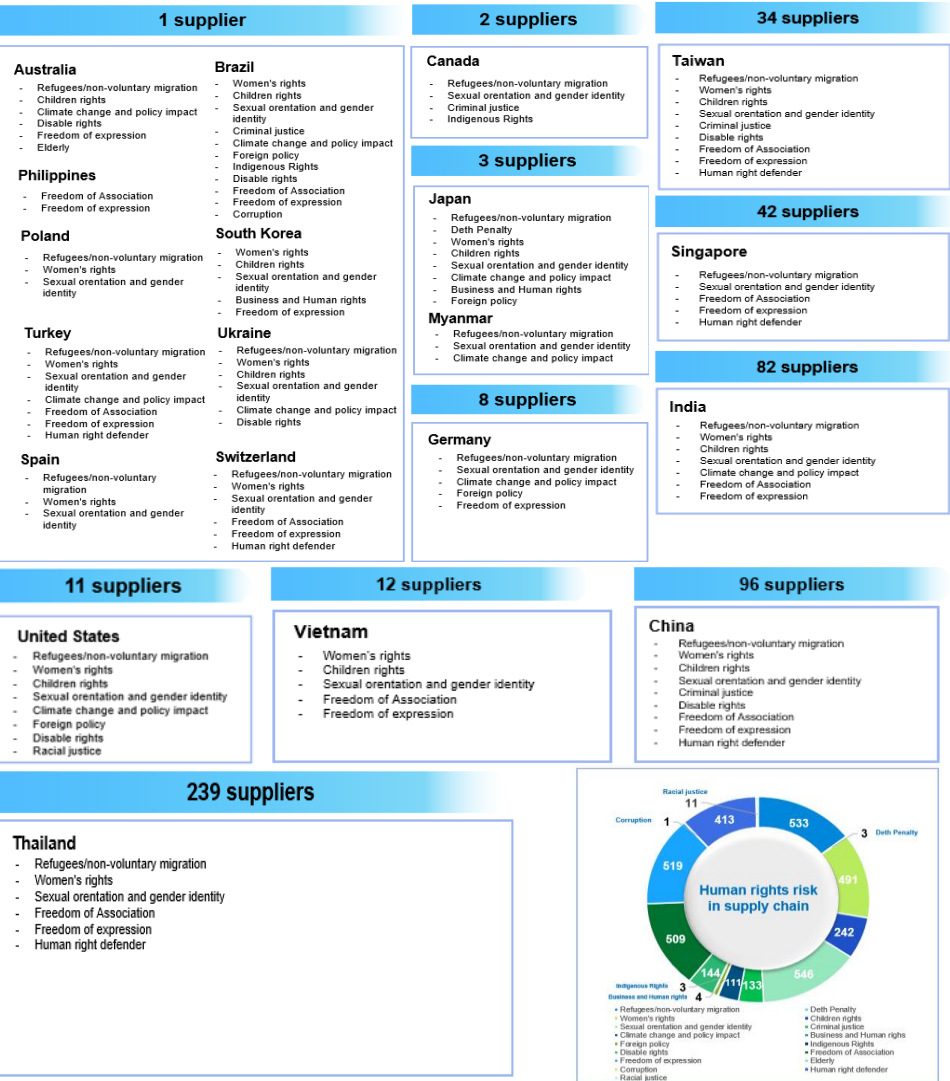 1 supplier
Australia
- Refugees/non-voluntary migration
- Children rights
- Climate change and policy impact
- Disable rights
- Freedom of expression
- Elderly
Philippines
- Freedom of Association
- Freedom of expression
Poland
- Refugees/non-voluntary migration
- Women's rights
- Sexual orentation and gender
identity
Turkey
- Refugees/non-voluntary migration
- Women's rights
- Sexual orentation and gender
identity
- Climate change and policy impact
- Freedom of Association
- Freedom of expression
- Human right defender
Spain
- Refugees/non-voluntary
migration
- Women's rights
- Sexual orentation and gender
identity
Brazil
- Women's rights
- Children rights
- Sexual orentation and gender
identity
- Criminal justice
- Climate change and policy impact
- Foreign policy
- Indigenous Rights
- Disable rights
- Freedom of Association
- Freedom of expression
- Corruption
South Korea
- Women's rights
- Children rights
- Sexual orentation and gender
identity
- Business and Human rights
- Freedom of expression
Ukraine
- Refugees/non-voluntary migration
- Women's rights
- Children rights
- Sexual orentation and gender
identity
- Climate change and policy impact
- Disable rights
Switzerland
- Refugees/non-voluntary migration
- Women's rights
- Sexual orentation and gender
identity
- Freedom of Association
- Freedom of expression
- Human right defender
2 suppliers
Canada
- Refugees/non-voluntary migration
- Sexual orentation and gender identity
- Criminal justice
- Indigenous Rights
3 suppliers
Japan
- Refugees/non-voluntary migration
- Deth Penalty
- Women's rights
- Children rights
- Sexual orentation and gender identity
- Climate change and policy impact
- Business and Human rights
- Foreign policy
Myanmar
- Refugees/non-voluntary migration
- Sexual orentation and gender identity
- Climate change and policy impact
8 suppliers
Germany
- Refugees/non-voluntary migration
- Sexual orentation and gender identity
- Climate change and policy impact
- Foreign policy
- Freedom of expression
34 suppliers
Taiwan
- Refugees/non-voluntary migration
- Women's rights
- Children rights
- Sexual orentation and gender identity
- Criminal justice
- Disable rights
- Freedom of Association
- Freedom of expression
- Human right defender
42 suppliers
Singapore
- Refugees/non-voluntary migration
- Sexual orentation and gender identity
- Freedom of Association
- Freedom of expression
- Human right defender
82 suppliers
India
- Refugees/non-voluntary migration
- Women's rights
- Children rights
- Sexual orentation and gender identity
- Climate change and policy impact
- Freedom of Association
- Freedom of expression
11 suppliers
United States
- Refugees/non-voluntary migration
- Women's rights
- Children rights
- Sexual orentation and gender identity
- Climate change and policy impact
- Foreign policy
- Disable rights
- Racial justice
12 suppliers
Vietnam
- Women's rights
- Children rights
- Sexual orentation and gender identity
- Freedom of Association
- Freedom of expression
96 suppliers
China
- Refugees/non-voluntary migration
- Women's rights
- Children rights
- Sexual orentation and gender identity
- Criminal justice
- Disable rights
- Freedom of Association
- Freedom of expression
- Human right defender
239 suppliers
Thailand
- Refugees/non-voluntary migration
- Women's rights
- Sexual orentation and gender identity
- Freedom of Association
- Freedom of expression
- Human right defender
Racial justice
11
Corruption 1
413
533
3 Deth Penalty
519
491
Human rights risk
in supply chain
242
509
546
144
111
133
Indigenous Rights 3
Business and Human rights 4
Refugees/non-voluntary migration
Women's rights
Sexual orentation and gender identity
Climate change and policy impact
Foreign policy
Disable rights
Freedom of expression
Corruption
Racial justice
Deth Penalty
Children rights
Criminal justice
Business and Human righs
Indigenous Rights
Freedom of Association
Elderly
Human right defender